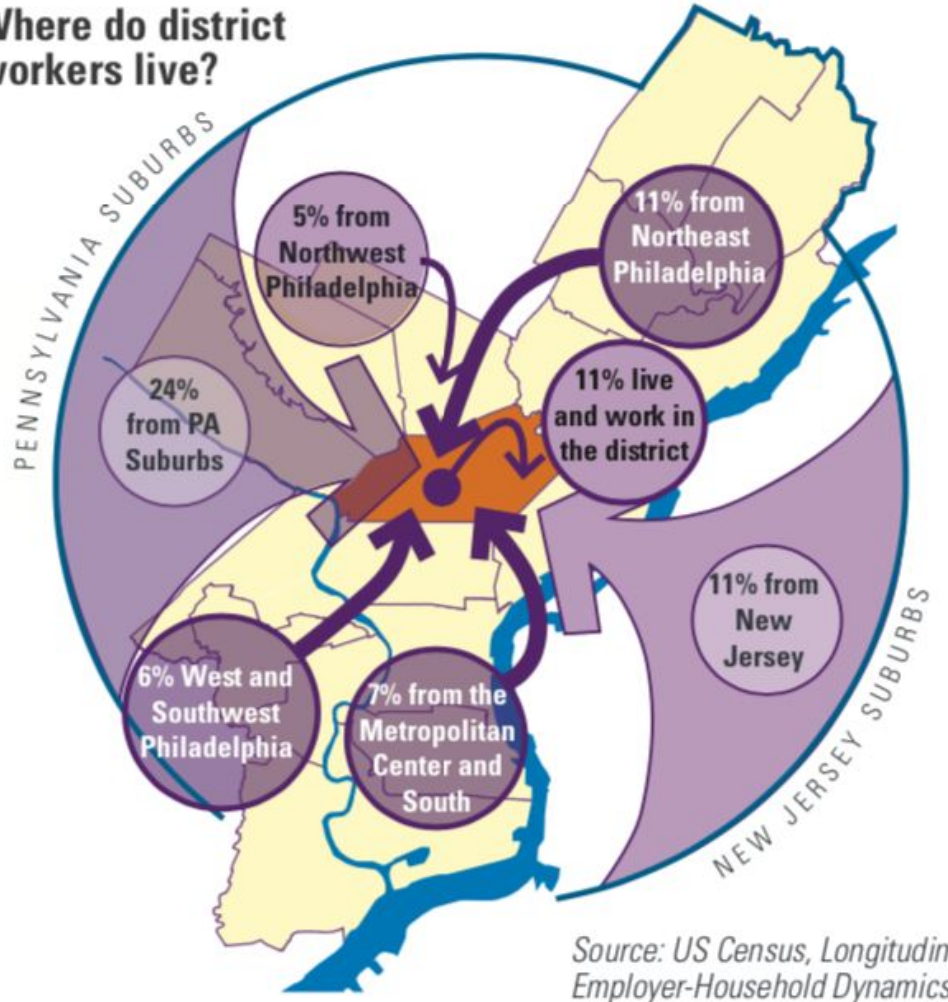 Where do district
workers live?
PENNSYLVANIA SUBURBS
5% from
Northwest
Philadelphia
11% from
Northeast
Philadelphia
24%
from PA
Suburbs
11% live
and work in
the district
11% from
New
Jersey
6% West and
Southwest
Philadelphia
7% from the
Metropolitan
Center and
South
NEW JERSEY SUBURBS
Source: US Census,
Employer-Household Dynamics